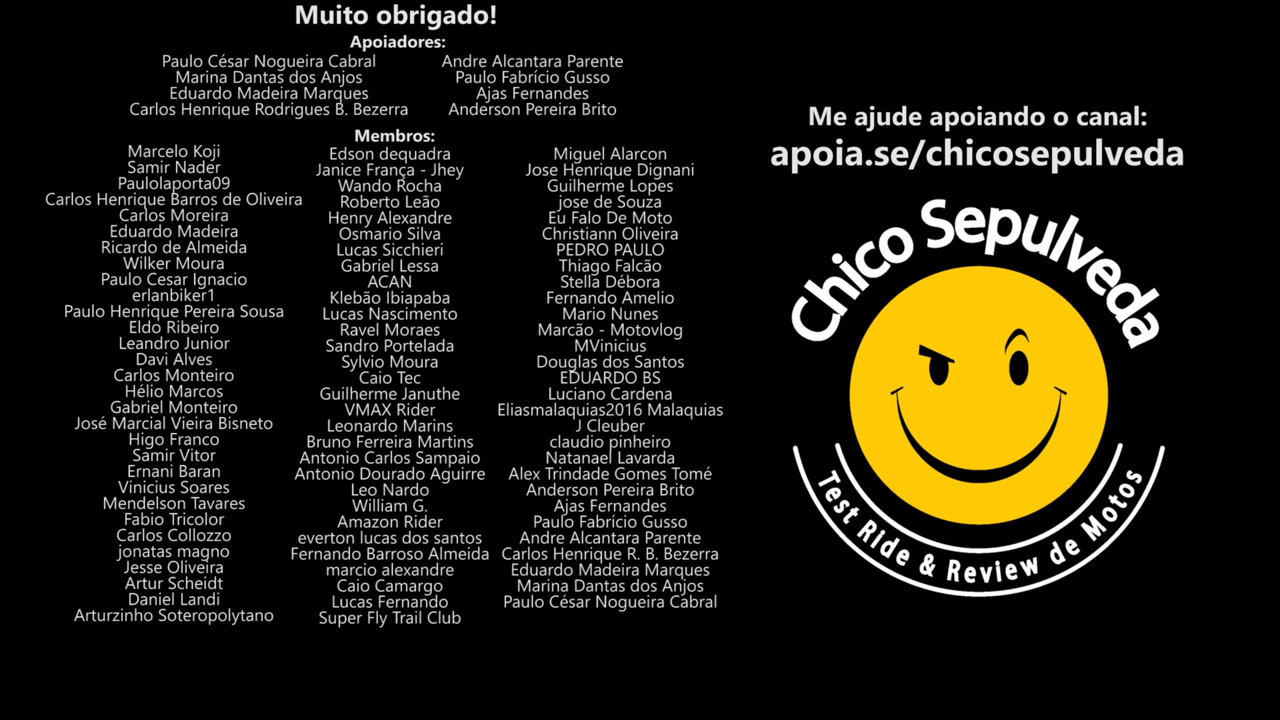 Muito obrigado!
Apoiadores:
Paulo César Nogueira Cabral
Marina Dantas dos Anjos
Eduardo Madeira Marques
Carlos Henrique Rodrigues B. Bezerra
Andre Alcantara Parente
Paulo Fabrício Gusso
Ajas Fernandes
Anderson Pereira Brito
Membros:
Marcelo Koji
Samir Nader
Paulolaporta09
Carlos Henrique Barros de Oliveira
Carlos Moreira
Eduardo Madeira
Ricardo de Almeida
Wilker Moura
Paulo Cesar Ignacio
erlanbiker1
Paulo Henrique Pereira Sousa
Eldo Ribeiro
Leandro Junior
Davi Alves
Carlos Monteiro
Hélio Marcos
Gabriel Monteiro
José Marcial Vieira Bisneto
Higo Franco
Samir Vitor
Ernani Baran
Vinicius Soares
Mendelson Tavares
Fabio Tricolor
Carlos Collozzo
jonatas magno
Jesse Oliveira
Artur Scheidt
Daniel Landi
Arturzinho Soteropolytano
Edson dequadra
Janice França - Jhey
Wando Rocha
Roberto Leão
Henry Alexandre
Osmario Silva
Lucas Sicchieri
Gabriel Lessa
ACAN
Klebão Ibiapaba
Lucas Nascimento
Ravel Moraes
Sandro Portelada
Sylvio Moura
Caio Tec
Guilherme Januthe
VMAX Rider
Leonardo Marins
Bruno Ferreira Martins
Antonio Carlos Sampaio
Antonio Dourado Aguirre
Leo Nardo
William G.
Amazon Rider
everton lucas dos santos
Fernando Barroso Almeida
marcio alexandre
Caio Camargo
Lucas Fernando
Super Fly Trail Club
Miguel Alarcon
Jose Henrique Dignani
Guilherme Lopes
jose de Souza
Eu Falo De Moto
Christiann Oliveira
PEDRO PAULO
Thiago Falcão
Stella Débora
Fernando Amelio
Mario Nunes
Marcão - Motovlog
MVinicius
Douglas dos Santos
EDUARDO BS
Luciano Cardena
Eliasmalaquias2016 Malaquias
J Cleuber
claudio pinheiro
Natanael Lavarda
Alex Trindade Gomes Tomé
Anderson Pereira Brito
Ajas Fernandes
Paulo Fabrício Gusso
Andre Alcantara Parente
Carlos Henrique R. B. Bezerra
Eduardo Madeira Marques
Marina Dantas dos Anjos
Paulo César Nogueira Cabral
Me ajude apoiando o canal:
apoia.se/chicosepulveda
Chico Sepulveda
Test Ride & Review de Motos